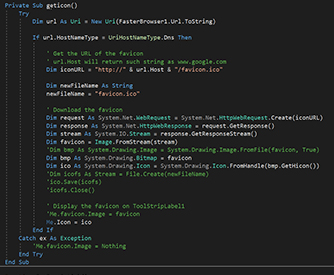 Private Sub geticon()
Try
Dim url As Uri = New Uri(FasterBrowser1.Url.ToString)
If url.HostNameType = UriHostNameType.Dns Then
' Get the URL of the favicon
' url.Host will return such string as www.google.com
Dim iconURL = "http://" & url.Host & "/favicon.ico"
Dim newFileName As String
newFileName = "favicon.ico"
' Download the favicon
Dim request As System.Net.WebRequest = System.Net.HttpWebRequest.Create(iconURL)
Dim response As System.Net.HttpWebResponse = request.GetResponse()
Dim stream As System.IO.Stream = response.GetResponseStream()
Dim favicon = Image.FromStream(stream)
'Dim bmp As System.Drawing.Image = System.Drawing.Image.FromFile(favicon, True)
Dim bmp As System.Drawing.Bitmap = favicon
Dim ico As System.Drawing.Icon = System.Drawing.Icon.FromHandle(bmp.GetHicon())
'Dim icofs As Stream = File.Create(newFileName)
'ico.Save(icofs)
'icofs.Close()
' Display the favicon on ToolStripLabel1
'Me.favicon.Image = favicon
Me.Icon = ico
End If
Catch ex As Exception
'Me.favicon.Image = Nothing
End Try
End Sub